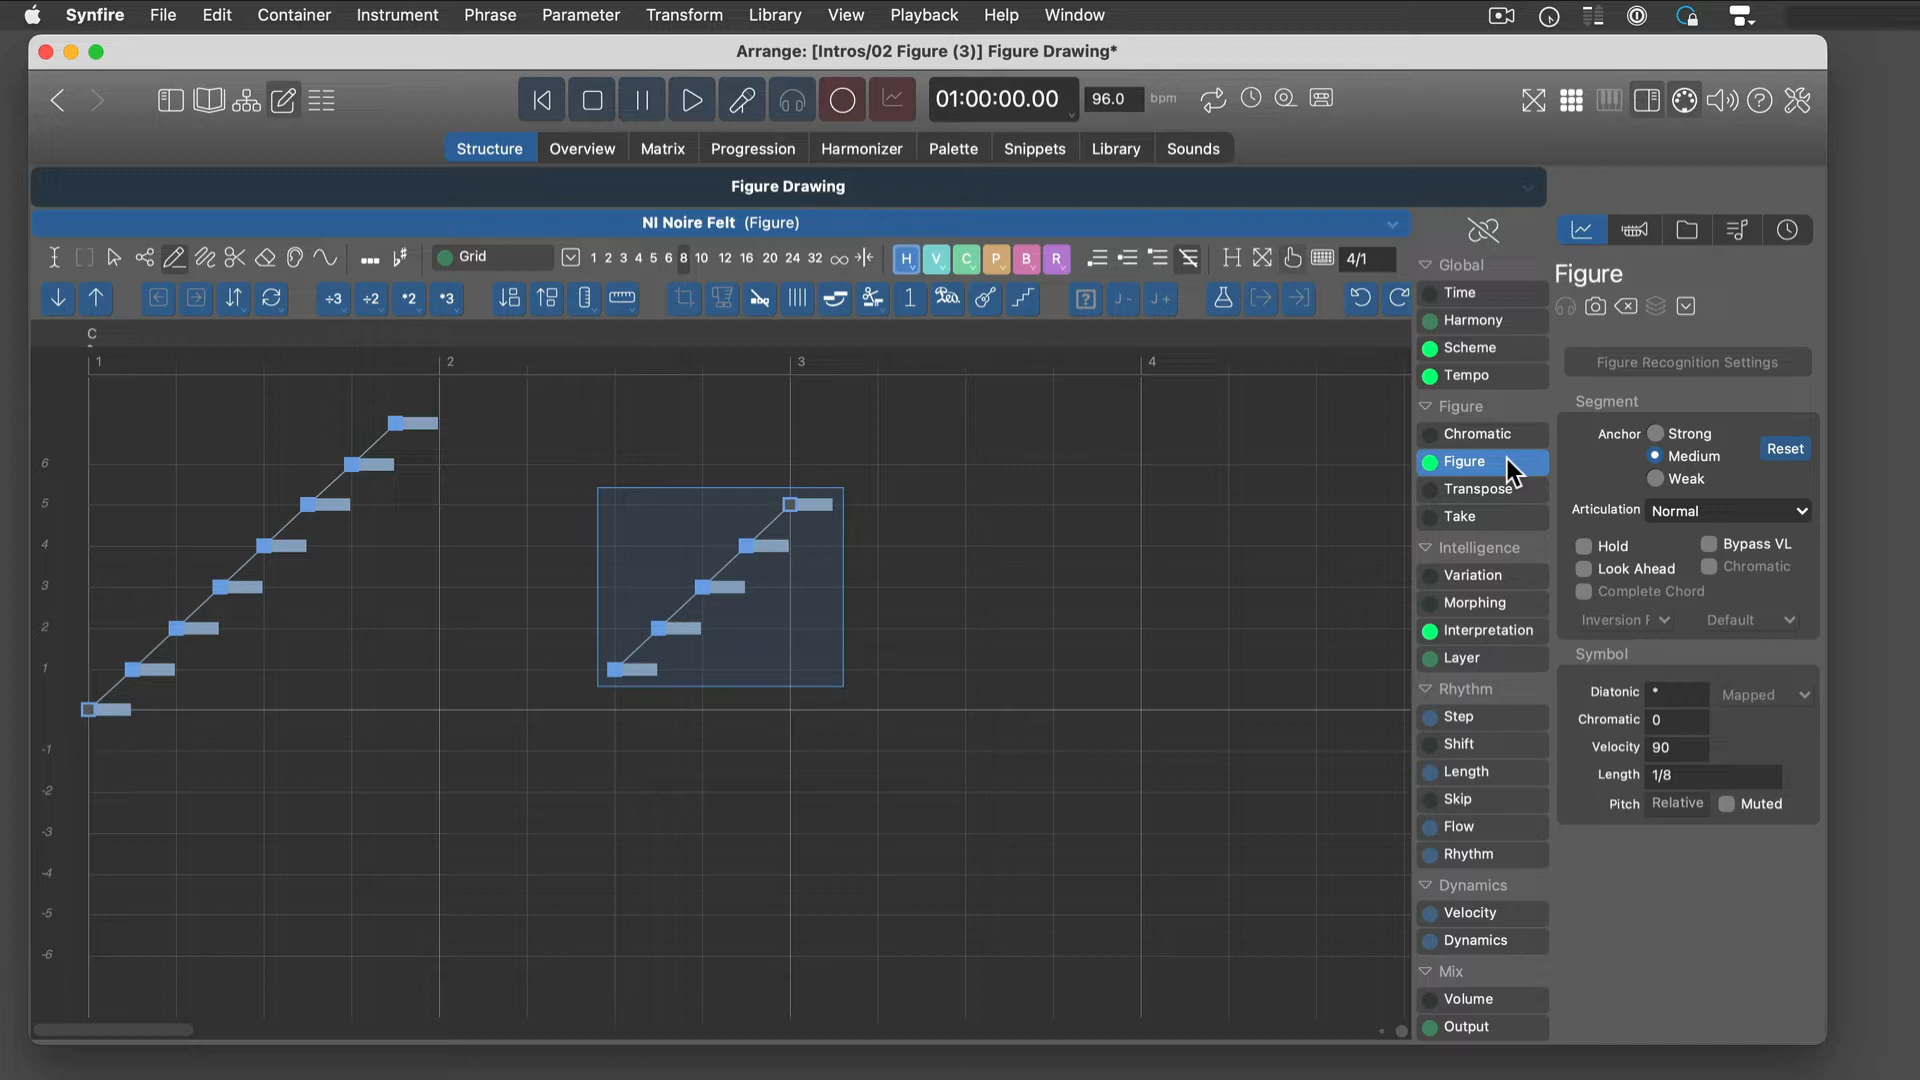 Synfire File Edit Container Instrument Phrase Parameter Transform Library View Playback Help Window
Arrange: [Intros/02 Figure (3)] Figure Drawing*
01:00:00.00 96.0 bpm
Structure Overview Matrix Progression Harmonizer Palette Snippets Library Sounds
Figure Drawing
NI Noire Felt (Figure)
Grid 1 2 3 4 5 6 8 10 12 16 20 24 32 ∞ H V C P B R 4/1
÷3 ÷2 *2 *3 1 ? J - J +
C
1 2 3 4
6
5
4
3
2
1
-1
-2
-3
-4
-5
-6
Global
Time
Harmony
Scheme
Tempo
Figure
Chromatic
Figure
Transpose
Take
Intelligence
Variation
Morphing
Interpretation
Layer
Rhythm
Step
Shift
Length
Skip
Flow
Rhythm
Dynamics
Velocity
Dynamics
Mix
Volume
Output
Figure
Figure Recognition Settings
Segment
Anchor Strong
Medium Reset
Weak
Articulation Normal
Hold Bypass VL
Look Ahead Chromatic
Complete Chord
Inversion Default
Symbol
Diatonic * Mapped
Chromatic 0
Velocity 90
Length 1/8
Pitch Relative Muted